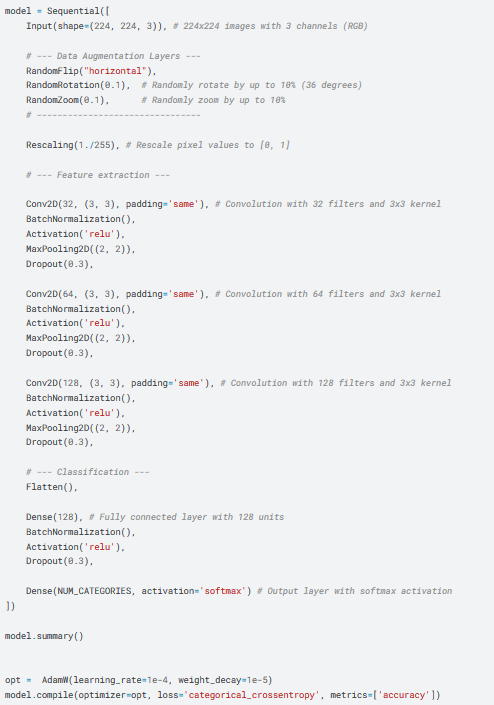 model = Sequential([
    Input(shape=(224, 224, 3)), # 224x224 images with 3 channels (RGB)
    # --- Data Augmentation Layers ---
    RandomFlip("horizontal"),
    RandomRotation(0.1),  # Randomly rotate by up to 10% (36 degrees)
    RandomZoom(0.1),      # Randomly zoom by up to 10%
    # --------------------------------
    Rescaling(1./255), # Rescale pixel values to [0, 1]
    # --- Feature extraction ---
    Conv2D(32, (3, 3), padding='same'), # Convolution with 32 filters and 3x3 kernel
    BatchNormalization(),
    Activation('relu'),
    MaxPooling2D((2, 2)),
    Dropout(0.3),
    Conv2D(64, (3, 3), padding='same'), # Convolution with 64 filters and 3x3 kernel
    BatchNormalization(),
    Activation('relu'),
    MaxPooling2D((2, 2)),
    Dropout(0.3),
    Conv2D(128, (3, 3), padding='same'), # Convolution with 128 filters and 3x3 kernel
    BatchNormalization(),
    Activation('relu'),
    MaxPooling2D((2, 2)),
    Dropout(0.3),
    # --- Classification ---
    Flatten(),
    Dense(128), # Fully connected layer with 128 units
    BatchNormalization(),
    Activation('relu'),
    Dropout(0.3),
    Dense(NUM_CATEGORIES, activation='softmax') # Output layer with softmax activation
])
model.summary()
opt =  AdamW(learning_rate=1e-4, weight_decay=1e-5)
model.compile(optimizer=opt, loss='categorical_crossentropy', metrics=['accuracy'])